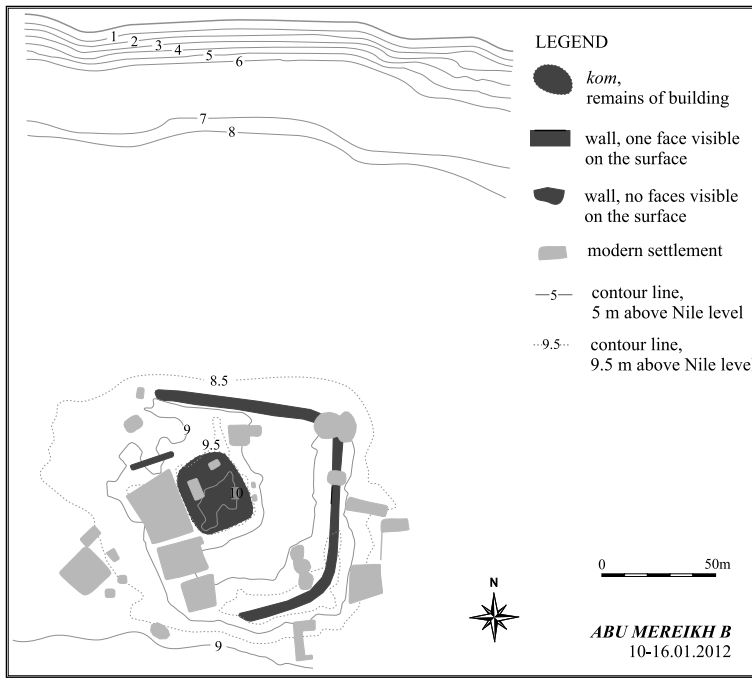 1
2
3
4
5
6
7
8
LEGEND
kom,
remains of building
wall, one face visible
on the surface
wall, no faces visible
on the surface
modern settlement
5
contour line,
5 m above Nile level
9.5
contour line,
9.5 m above Nile level
8.5
9
9.5
10
9
N
0
50m
ABU MEREIKH B
10-16.01.2012